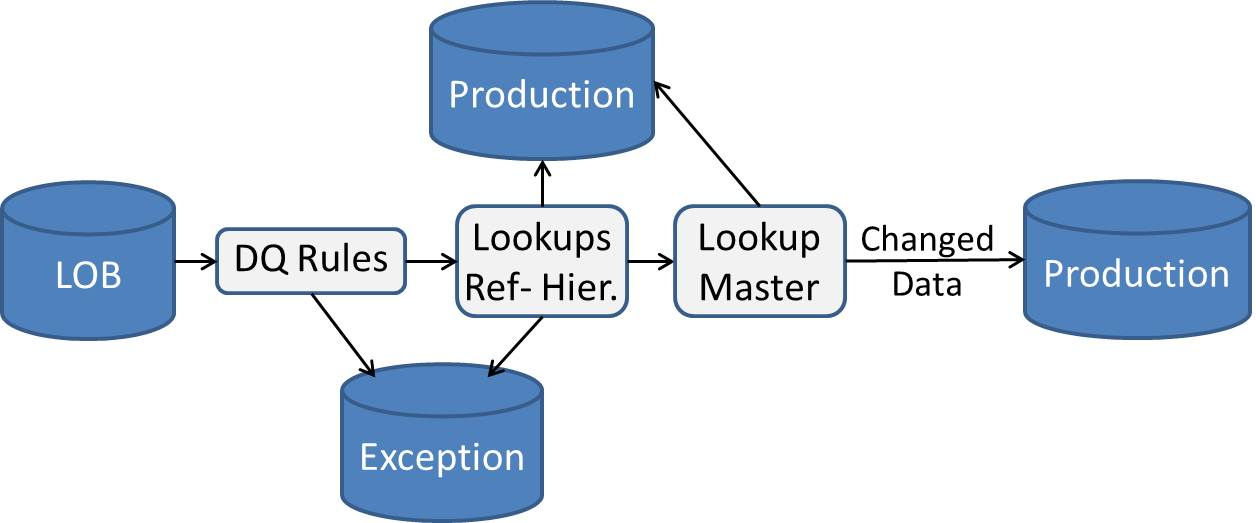 Production
LOB
DQ Rules
Lookups
Ref- Hier.
Lookup
Master
Changed
Data
Production
Exception